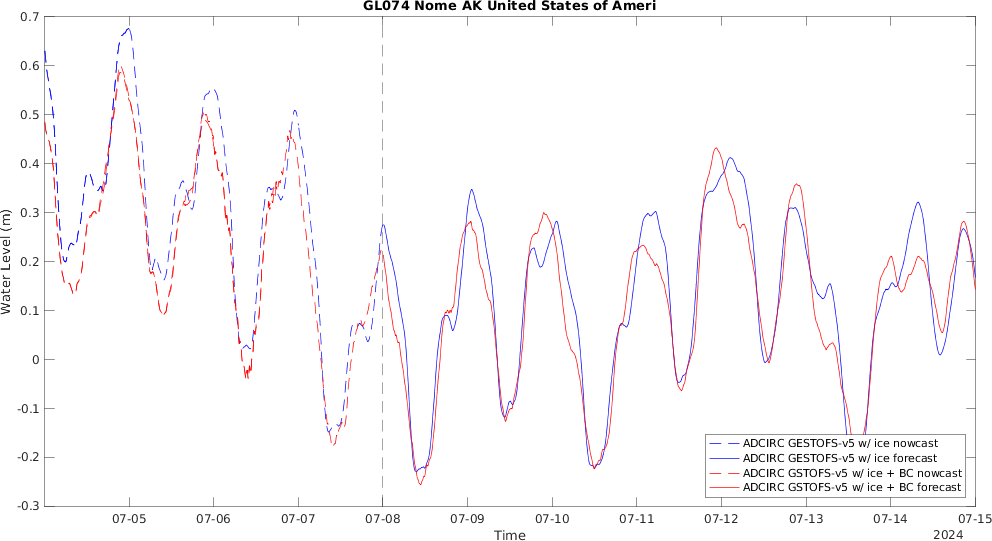 GL074 Nome AK United States of Ameri
0.7
0.6
0.5
0.4
0.3
0.2
0.1
0
-0.1
-0.2
-0.3
Water Level (m)
ADCIRC GESTOFS-v5 w/ ice nowcast
ADCIRC GESTOFS-v5 w/ ice forecast
ADCIRC GSTOFS-v5 w/ ice + BC nowcast
ADCIRC GSTOFS-v5 w/ ice + BC forecast
07-05 07-06 07-07 07-08 07-09 07-10 07-11 07-12 07-13 07-14 07-15
Time
2024